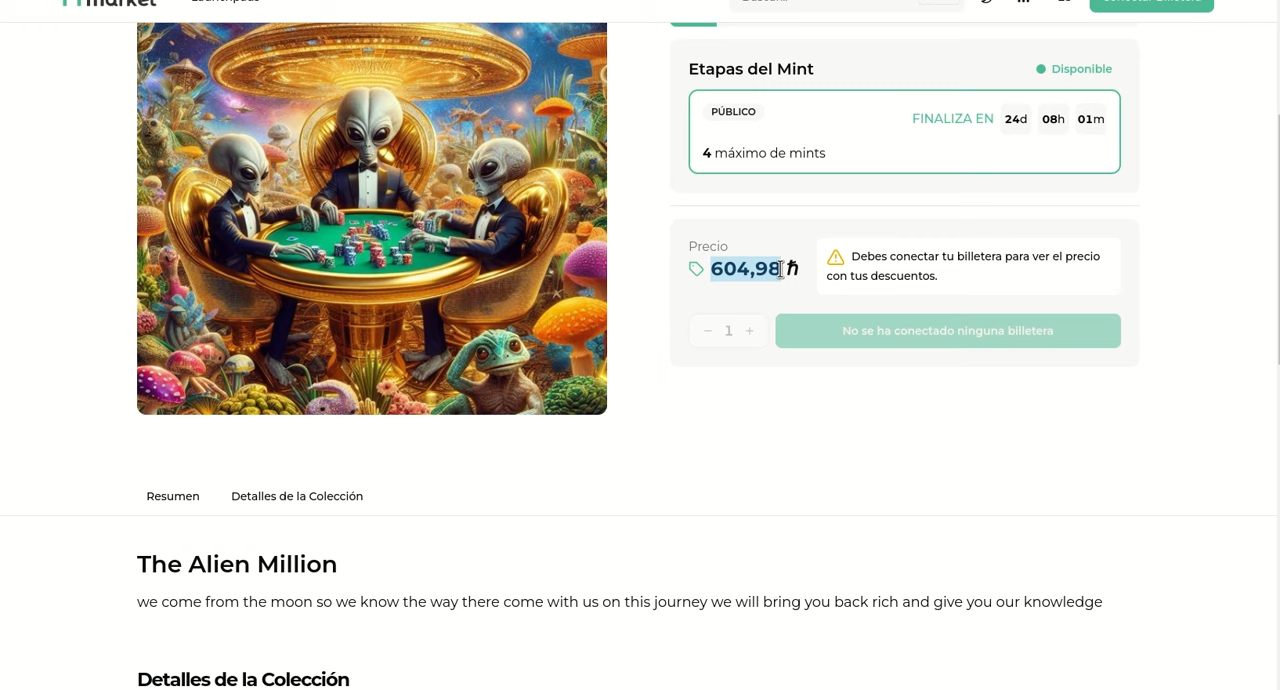 market
Etapas del Mint
Disponible
PÚBLICO
FINALIZA EN 24d 08h 01m
4 máximo de mints
Precio
604,98 ℏ
Debes conectar tu billetera para ver el precio
con tus descuentos.
− 1 +
No se ha conectado ninguna billetera
Resumen
Detalles de la Colección
The Alien Million
we come from the moon so we know the way there come with us on this journey we will bring you back rich and give you our knowledge
Detalles de la Colección